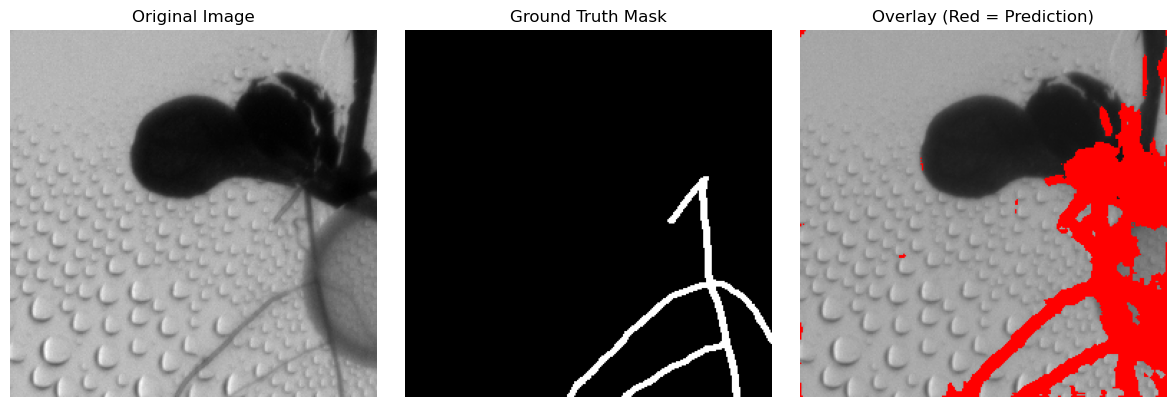 Original Image
Ground Truth Mask
Overlay (Red = Prediction)